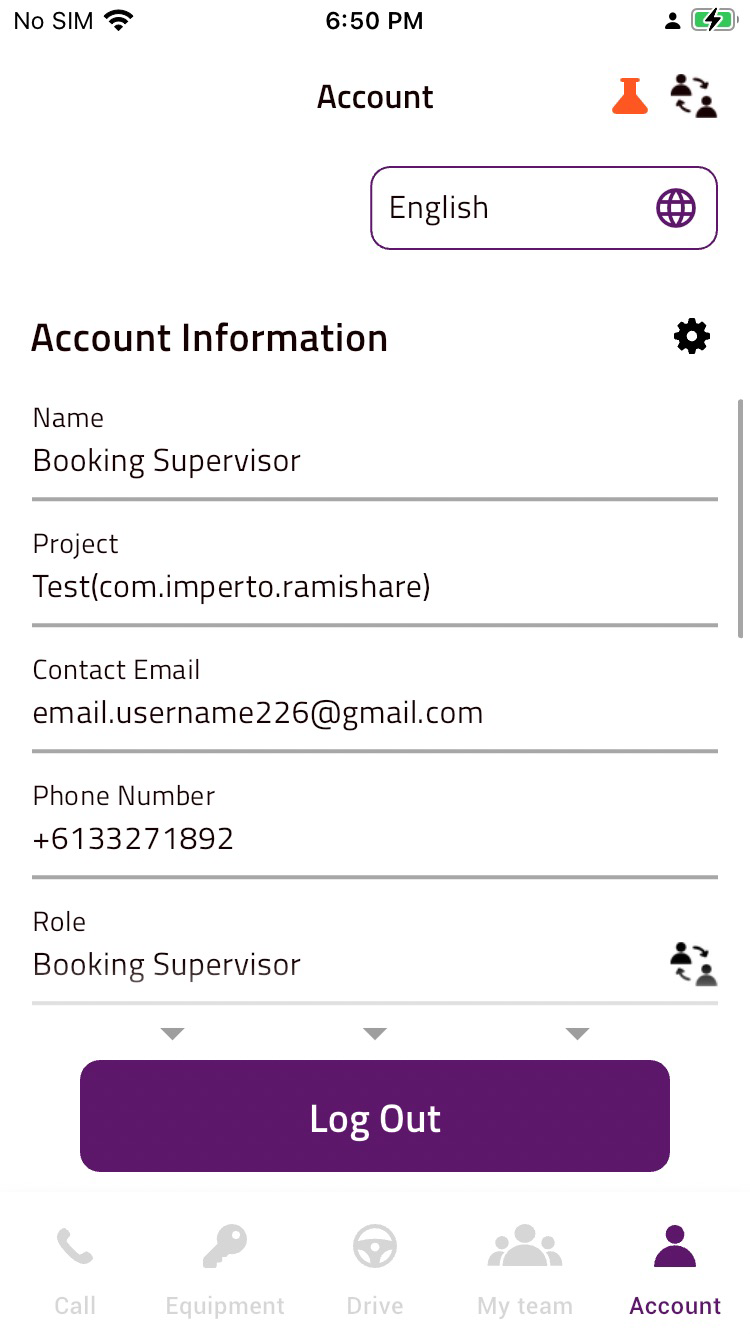 No SIM 6:50 PM
Account
English
Account Information
Name
Booking Supervisor
Project
Test(com.imperto.ramishare)
Contact Email
email.username226@gmail.com
Phone Number
+6133271892
Role
Booking Supervisor
Log Out
Call Equipment Drive My team Account